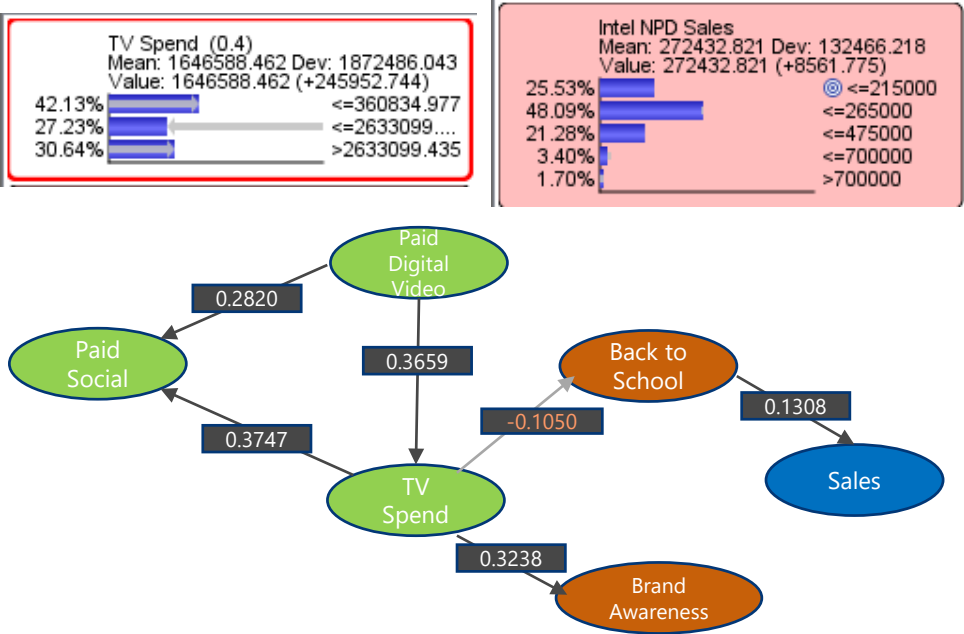 TV Spend (0.4)
Mean: 1646588.462 Dev: 1872486.043
Value: 1646588.462 (+245952.744)
42.13% <=360834.977
27.23% <=2633099....
30.64% >2633099.435
Intel NPD Sales
Mean: 272432.821 Dev: 132466.218
Value: 272432.821 (+8561.775)
25.53% <=215000
48.09% <=265000
21.28% <=475000
3.40% <=700000
1.70% >700000
Paid
Digital
Video
0.2820
Paid
Social
0.3659
Back to
School
0.1308
-0.1050
0.3747
Sales
TV
Spend
0.3238
Brand
Awareness